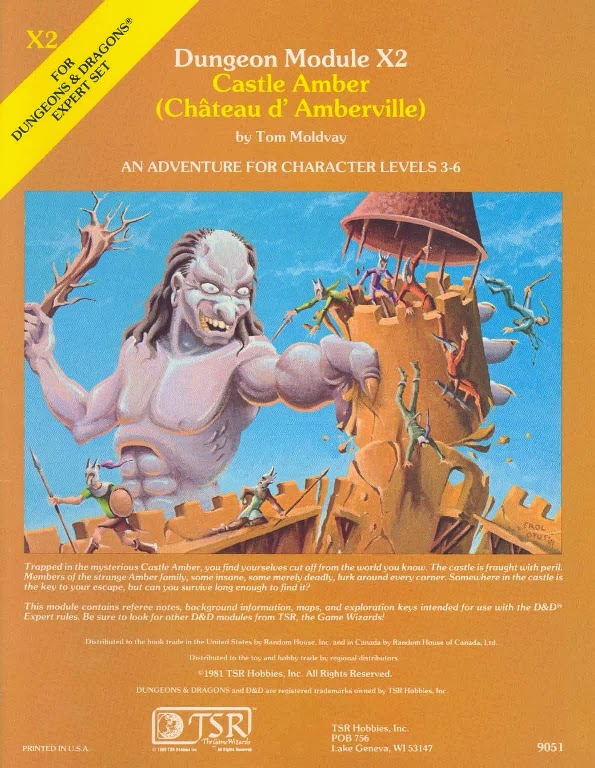 X2
FOR
DUNGEONS & DRAGONS®
EXPERT SET
Dungeon Module X2
Castle Amber
(Château d' Amberville)
by Tom Moldvay
AN ADVENTURE FOR CHARACTER LEVELS 3-6
EROL
OTUS 81
Trapped in the mysterious Castle Amber, you find yourselves cut off from the world you know. The castle is fraught with peril.
Members of the strange Amber family, some insane, some merely deadly, lurk around every corner. Somewhere in the castle is
the key to your escape, but can you survive long enough to find it?
This module contains referee notes, background information, maps, and exploration keys intended for use with the D&D®
Expert rules. Be sure to look for other D&D modules from TSR, the Game Wizards!
Distributed to the book trade in the United States by Random House, Inc. and in Canada by Random House of Canada, Ltd.
Distributed to the toy and hobby trade by regional distributors.
©1981 TSR Hobbies, Inc. All Rights Reserved.
DUNGEONS & DRAGONS and D&D are registered trademarks owned by TSR Hobbies, Inc.
TSR
The Game Wizards
© 1980 TSR Hobbies, Inc. All Rights Reserved
TSR Hobbies, Inc.
POB 756
Lake Geneva, WI 53147
PRINTED IN U.S.A.
9051